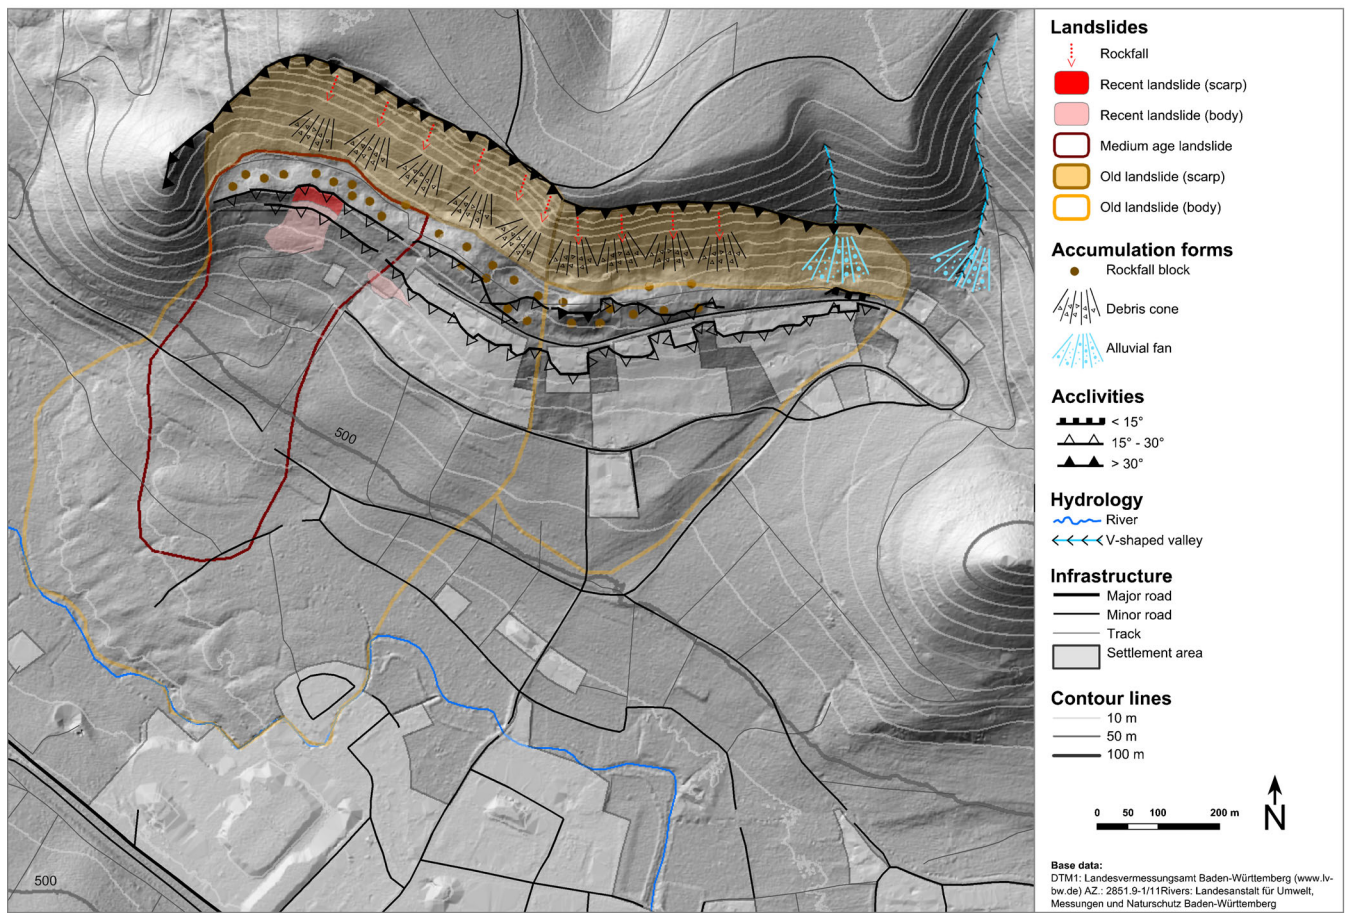 500
500
Landslides
Rockfall
Recent landslide (scarp)
Recent landslide (body)
Medium age landslide
Old landslide (scarp)
Old landslide (body)
Accumulation forms
Rockfall block
Debris cone
Alluvial fan
Acclivities
< 15°
15° - 30°
> 30°
Hydrology
River
V-shaped valley
Infrastructure
Major road
Minor road
Track
Settlement area
Contour lines
10 m
50 m
100 m
0 50 100 200 m
N
Base data:
DTM1: Landesvermessungsamt Baden-Württemberg (www.lv-
bw.de) AZ.: 2851.9-1/11Rivers: Landesanstalt für Umwelt,
Messungen und Naturschutz Baden-Württemberg